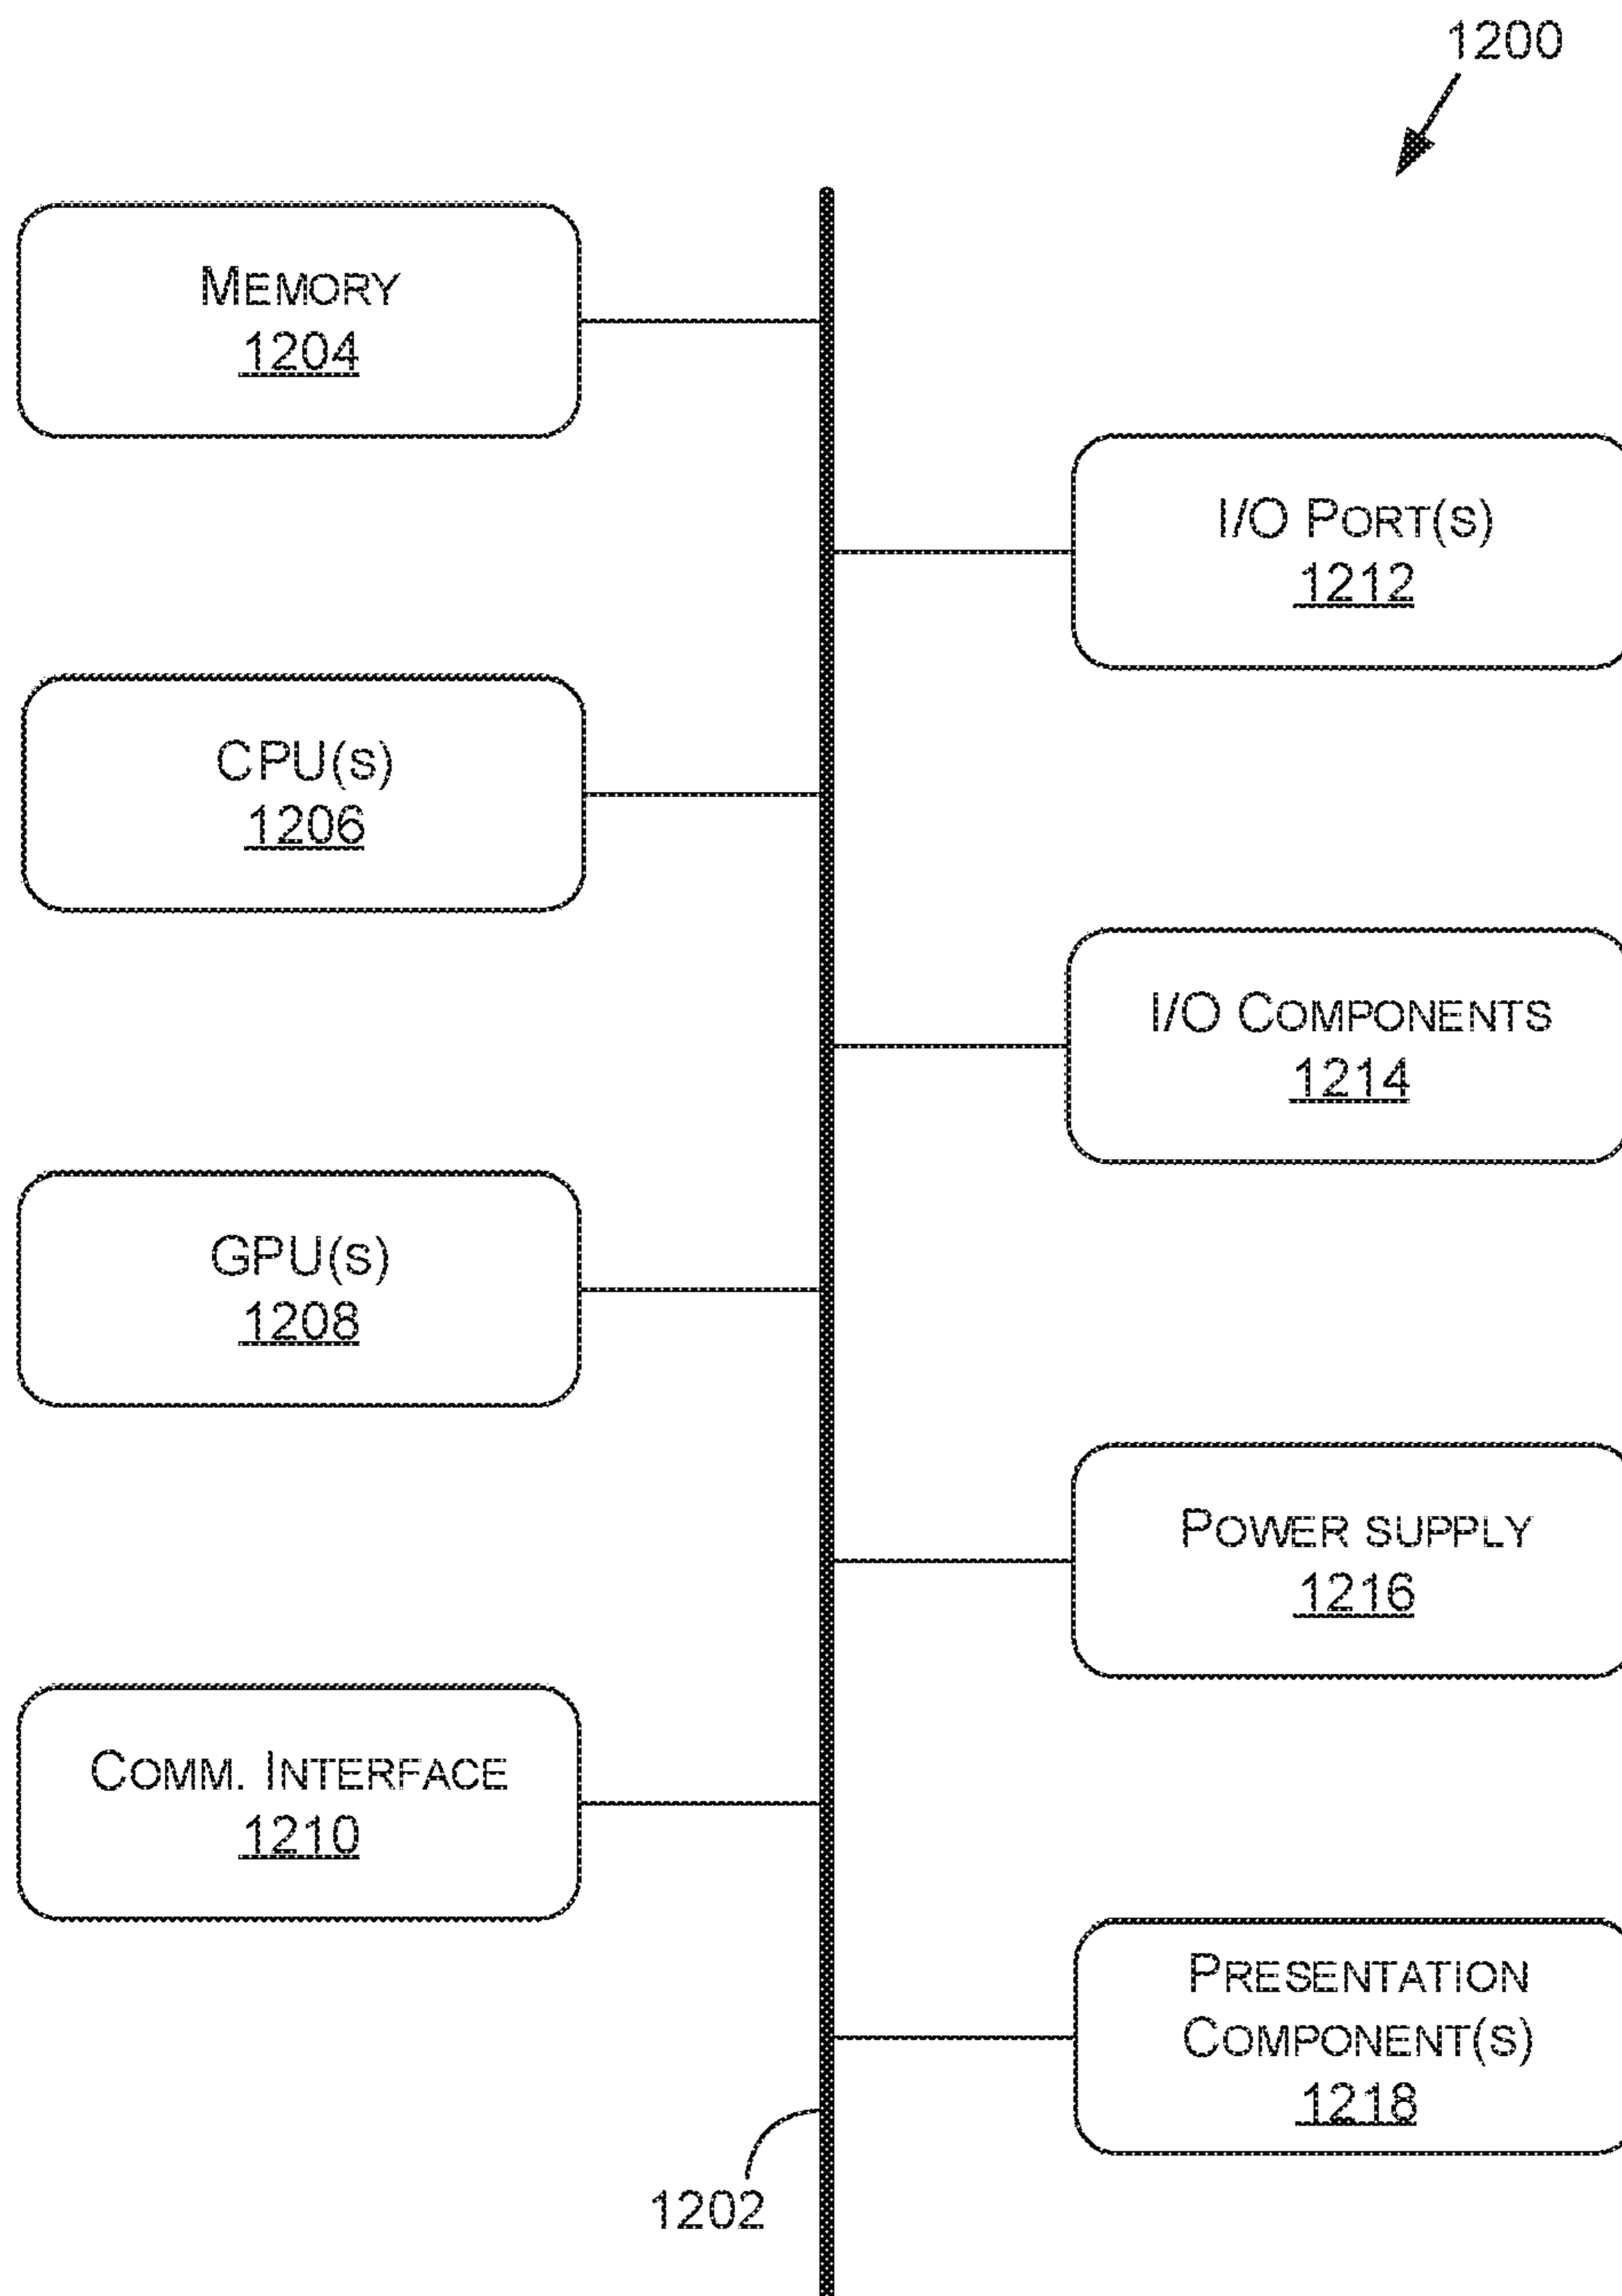 1200
MEMORY
1204
I/O PORT(S)
1212
CPU(S)
1206
I/O COMPONENTS
1214
GPU(S)
1208
POWER SUPPLY
1216
COMM. INTERFACE
1210
PRESENTATION
COMPONENT(S)
1218
1202